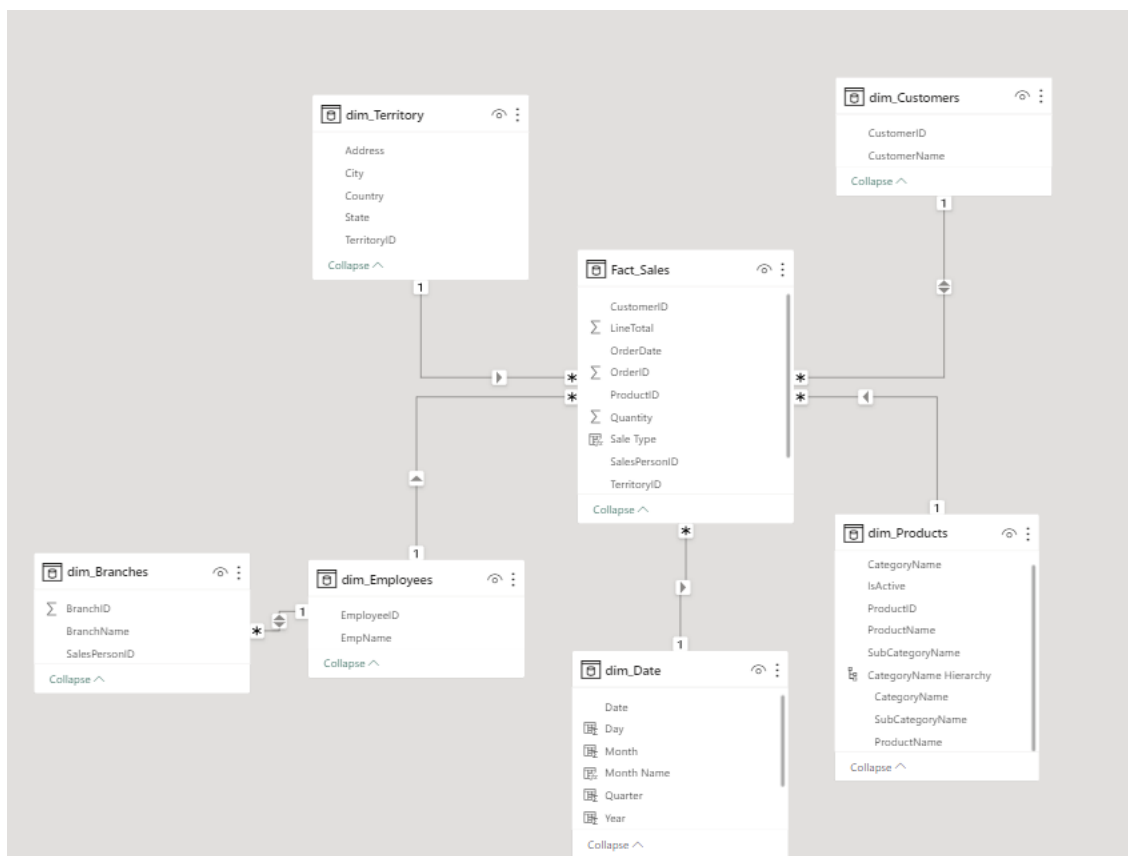 dim_Territory
Address
City
Country
State
TerritoryID
Collapse
1
dim_Customers
CustomerID
CustomerName
Collapse
1
Fact_Sales
CustomerID
LineTotal
OrderDate
OrderID
ProductID
Quantity
Sale Type
SalesPersonID
TerritoryID
Collapse
*
*
*
*
*
dim_Branches
BranchID
BranchName
SalesPersonID
Collapse
*
1
1
dim_Employees
EmployeeID
EmpName
Collapse
1
dim_Date
Date
Day
Month
Month Name
Quarter
Year
Collapse
1
dim_Products
CategoryName
IsActive
ProductID
ProductName
SubCategoryName
CategoryName Hierarchy
CategoryName
SubCategoryName
ProductName
Collapse